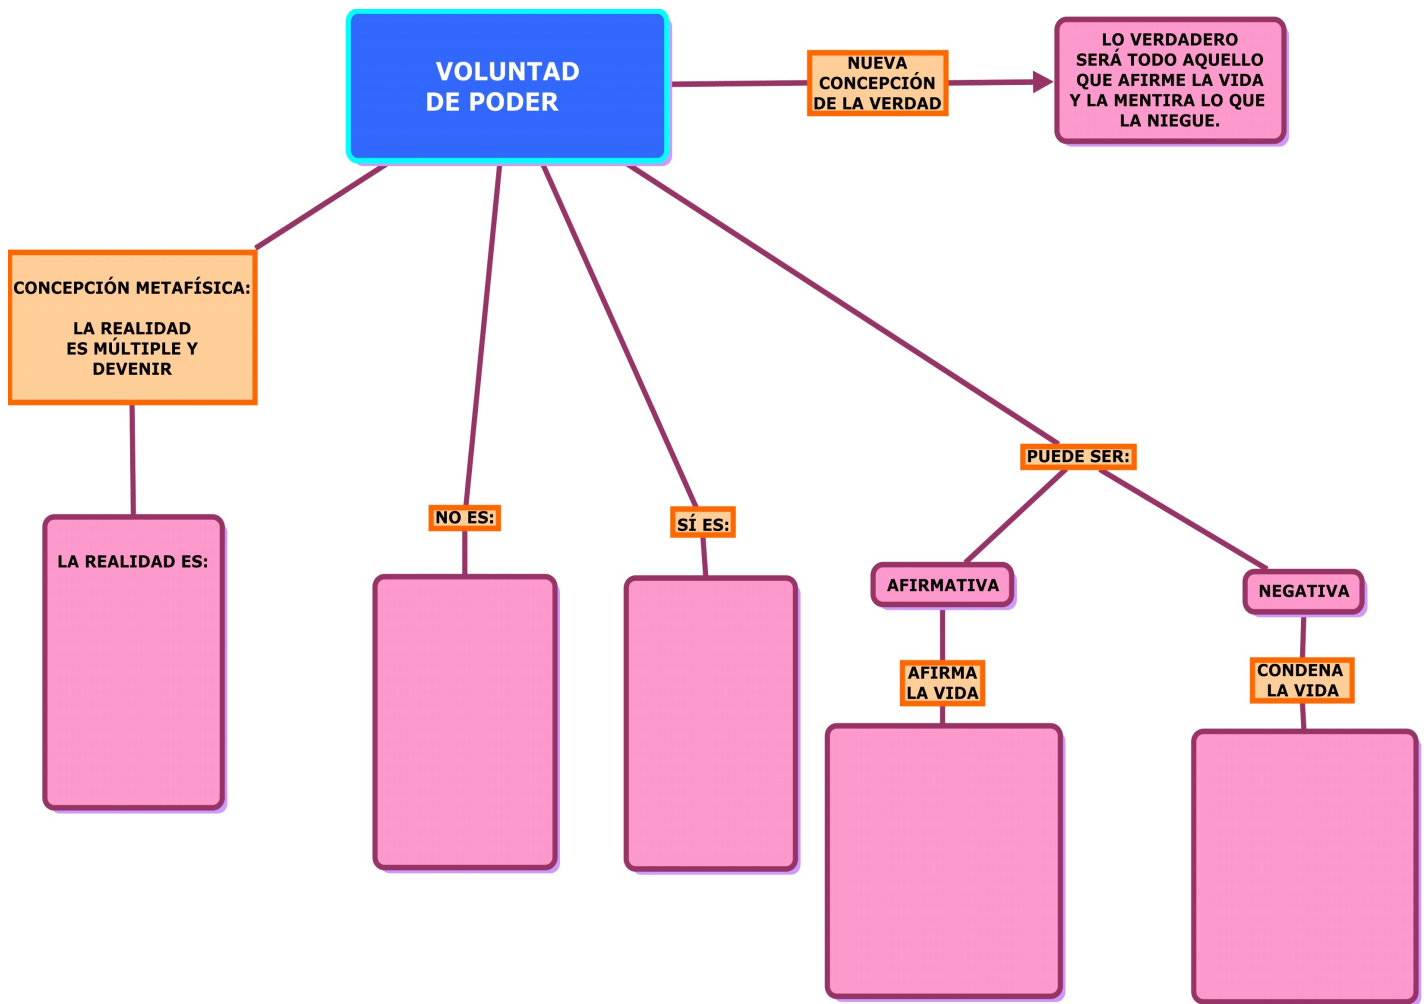 VOLUNTAD
DE PODER
NUEVA
CONCEPCIÓN
DE LA VERDAD
LO VERDADERO
SERÁ TODO AQUELLO
QUE AFIRME LA VIDA
Y LA MENTIRA LO QUE
LA NIEGUE.
CONCEPCIÓN METAFÍSICA:
LA REALIDAD
ES MÚLTIPLE Y
DEVENIR
LA REALIDAD ES:
NO ES:
SÍ ES:
PUEDE SER:
AFIRMATIVA
AFIRMA
LA VIDA
NEGATIVA
CONDENA
LA VIDA